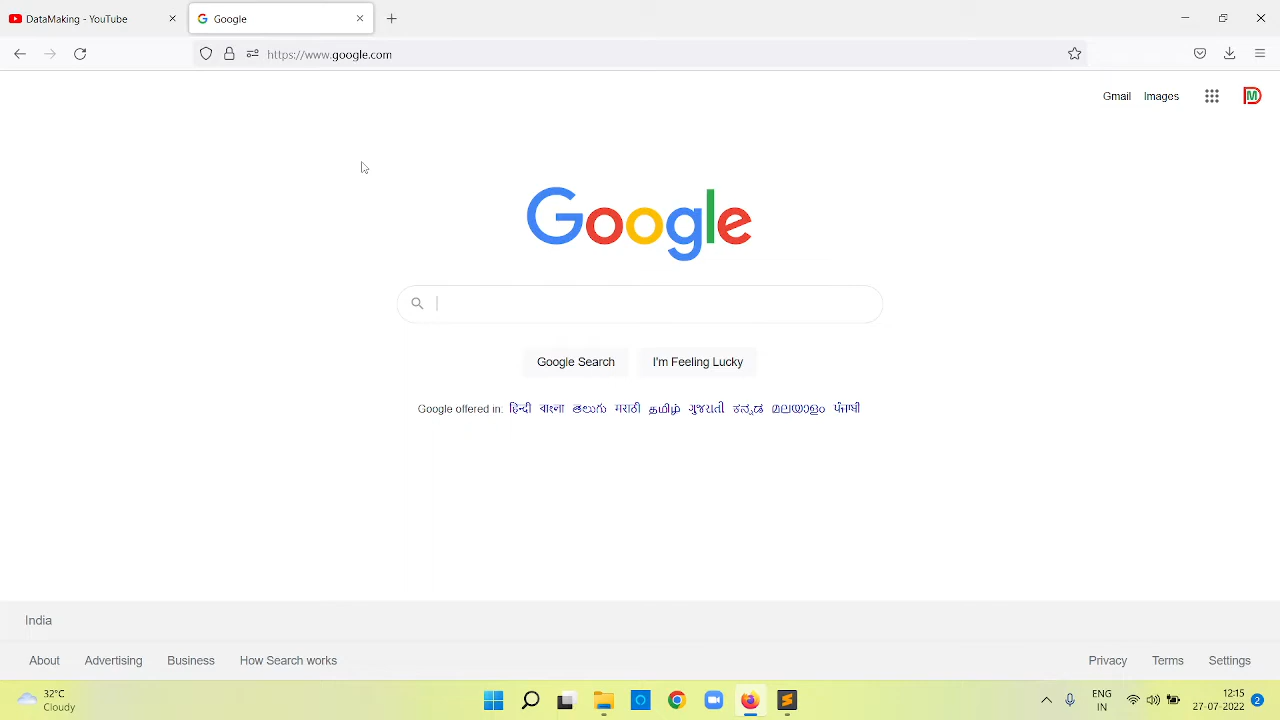 DataMaking - YouTube
Google
https://www.google.com
Gmail Images
Google
Google Search I'm Feeling Lucky
Google offered in: हिन्दी বাংলা తెలుగు मराठी தமிழ் ગુજરાતી ಕನ್ನಡ മലയാളം ਪੰਜਾਬੀ
India
About Advertising Business How Search works Privacy Terms Settings
32°C
Cloudy
ENG
IN
12:15
27-07-2022
2